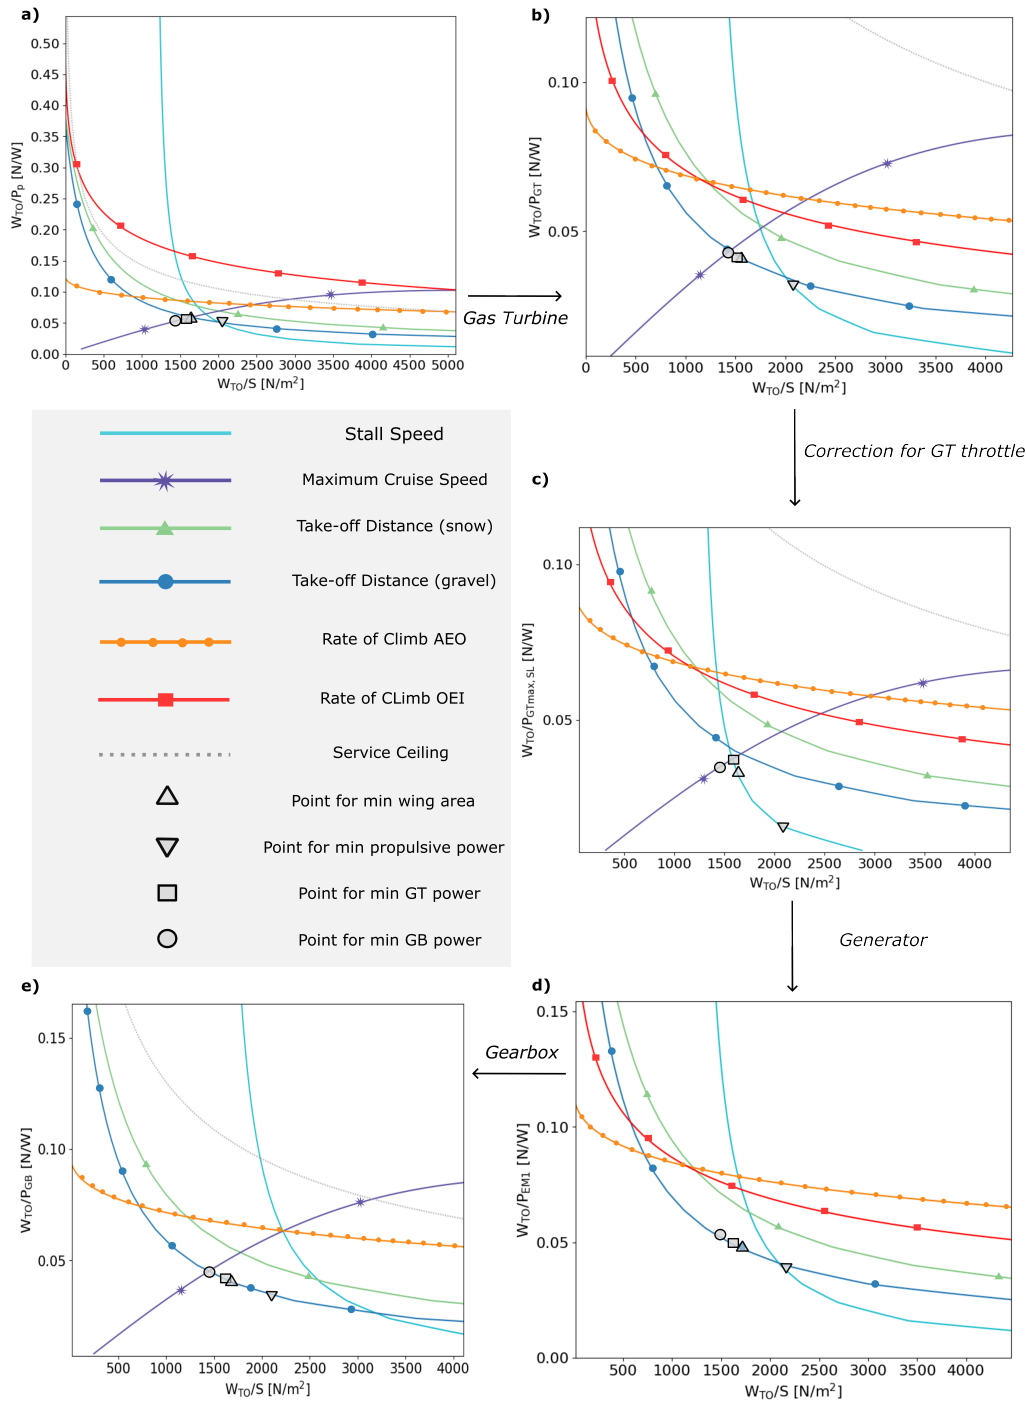 a)
0.50
0.45
0.40
0.35
0.30
0.25
0.20
0.15
0.10
0.05
0.00
W_TO/P_p [N/W]
0 500 1000 1500 2000 2500 3000 3500 4000 4500 5000
W_TO/S [N/m²]
Gas Turbine
b)
0.10
0.05
W_TO/P_GT [N/W]
0 500 1000 1500 2000 2500 3000 3500 4000
W_TO/S [N/m²]
Correction for GT throttle
Stall Speed
Maximum Cruise Speed
Take-off Distance (snow)
Take-off Distance (gravel)
Rate of Climb AEO
Rate of CLimb OEI
Service Ceiling
Point for min wing area
Point for min propulsive power
Point for min GT power
Point for min GB power
c)
0.10
0.05
W_TO/P_GTmax, SL [N/W]
500 1000 1500 2000 2500 3000 3500 4000
W_TO/S [N/m²]
Generator
d)
0.15
0.10
0.05
0.00
W_TO/P_EM1 [N/W]
500 1000 1500 2000 2500 3000 3500 4000
W_TO/S [N/m²]
Gearbox
e)
0.15
0.10
0.05
W_TO/P_GB [N/W]
500 1000 1500 2000 2500 3000 3500 4000
W_TO/S [N/m²]